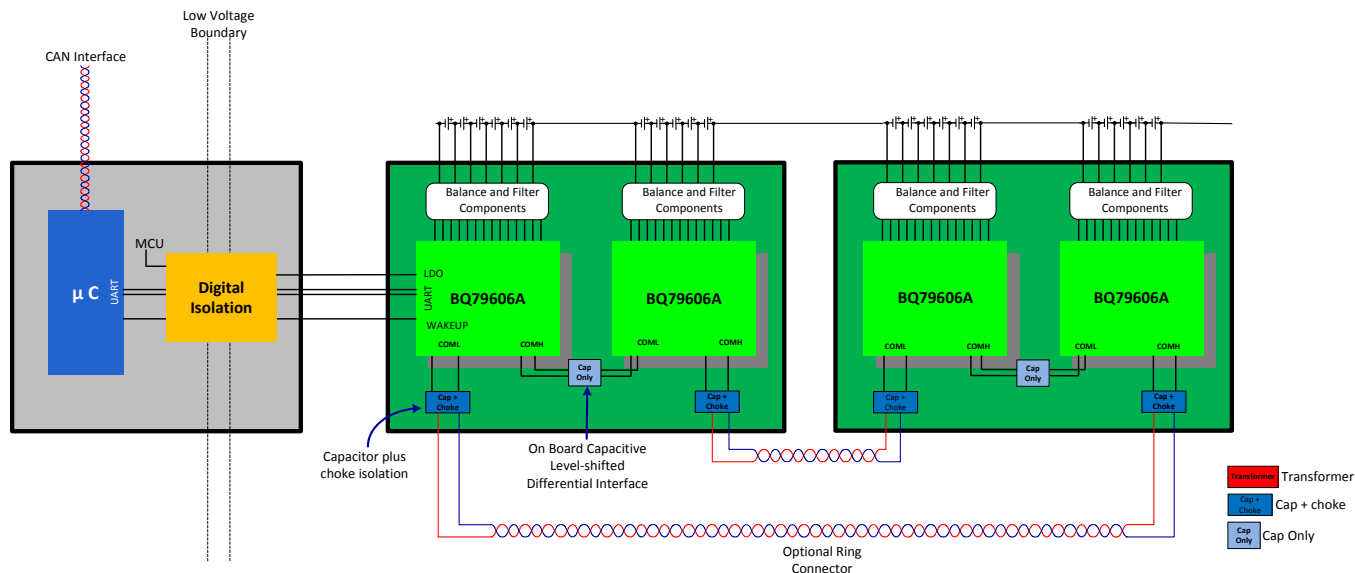 Low Voltage
Boundary
CAN Interface
MCU
µ C
UART
Digital
Isolation
Balance and Filter
Components
LDO
UART
WAKEUP
BQ79606A
COML
COMH
Balance and Filter
Components
BQ79606A
COML
COMH
Balance and Filter
Components
BQ79606A
COML
COMH
Balance and Filter
Components
BQ79606A
COML
COMH
Cap
Only
Cap
Only
Cap +
Choke
Cap +
Choke
Cap +
Choke
Cap +
Choke
Capacitor plus
choke isolation
On Board Capacitive
Level-shifted
Differential Interface
Optional Ring
Connector
Transformer
Transformer
Cap +
Choke
Cap + choke
Cap
Only
Cap Only